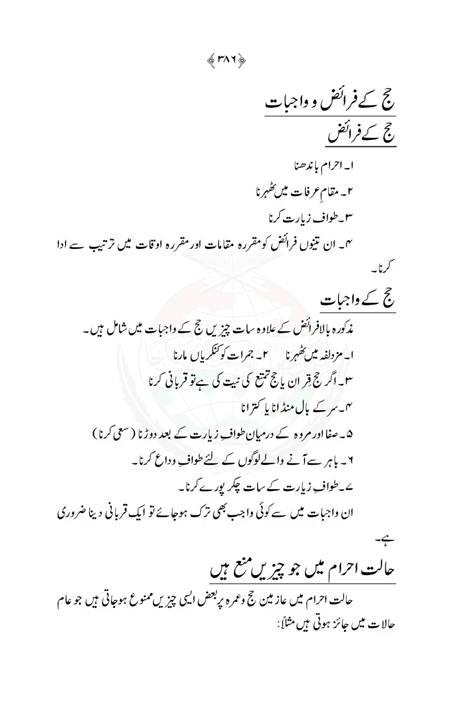 ﴿۳۸۶﴾
حج کے فرائض و واجبات
حج کے فرائض
۱۔ احرام باندھنا
۲۔ مقامِ عرفات میں ٹھہرنا
۳۔ طواف زیارت کرنا
۴۔ ان تینوں فرائض کو مقررہ مقامات اور مقررہ اوقات میں ترتیب سے ادا
کرنا۔
حج کے واجبات
مذکورہ بالا فرائض کے علاوہ سات چیزیں حج کے واجبات میں شامل ہیں۔
۱۔ مزدلفہ میں ٹھہرنا ۲۔ جمرات کو کنکریاں مارنا
۳۔ اگر حج قِران یا حج تمتع کی نیت کی ہے تو قربانی کرنا
۴۔ سر کے بال منڈانا یا کترانا
۵۔ صفا اور مروہ کے درمیان طوافِ زیارت کے بعد دوڑنا (سعی کرنا)
۶۔ باہر سے آنے والے لوگوں کے لئے طوافِ وداع کرنا۔
۷۔ طوافِ زیارت کے سات چکر پورے کرنا۔
ان واجبات میں سے کوئی واجب بھی ترک ہو جائے تو ایک قربانی دینا ضروری
ہے۔
حالت احرام میں جو چیزیں منع ہیں
حالت احرام میں عازمین حج وعمرہ پر بعض ایسی چیزیں ممنوع ہو جاتی ہیں جو عام
حالات میں جائز ہوتی ہیں مثلاً: